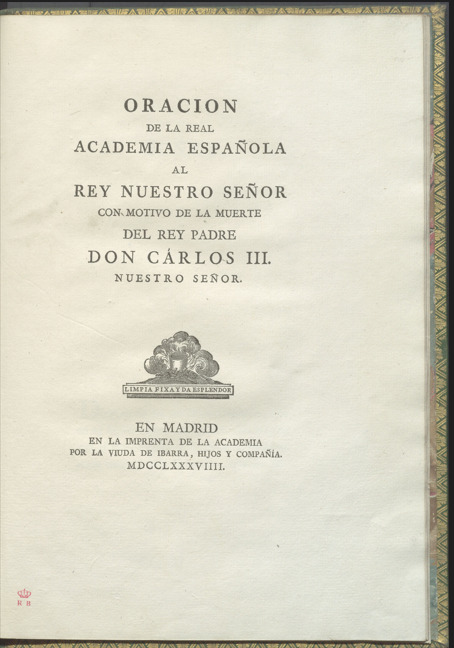 ORACION
DE LA REAL
ACADEMIA ESPAÑOLA
AL
REY NUESTRO SEÑOR
CON MOTIVO DE LA MUERTE
DEL REY PADRE
DON CÁRLOS III.
NUESTRO SEÑOR.
LIMPIA FIXA Y DA ESPLENDOR
EN MADRID
EN LA IMPRENTA DE LA ACADEMIA
POR LA VIUDA DE IBARRA, HIJOS Y COMPAÑÍA.
MDCCLXXXVIIII.